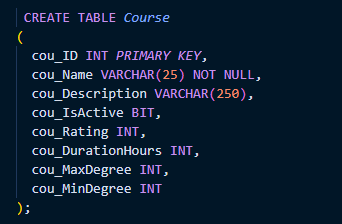 CREATE TABLE Course
(
cou_ID INT PRIMARY KEY,
cou_Name VARCHAR(25) NOT NULL,
cou_Description VARCHAR(250),
cou_IsActive BIT,
cou_Rating INT,
cou_DurationHours INT,
cou_MaxDegree INT,
cou_MinDegree INT
);